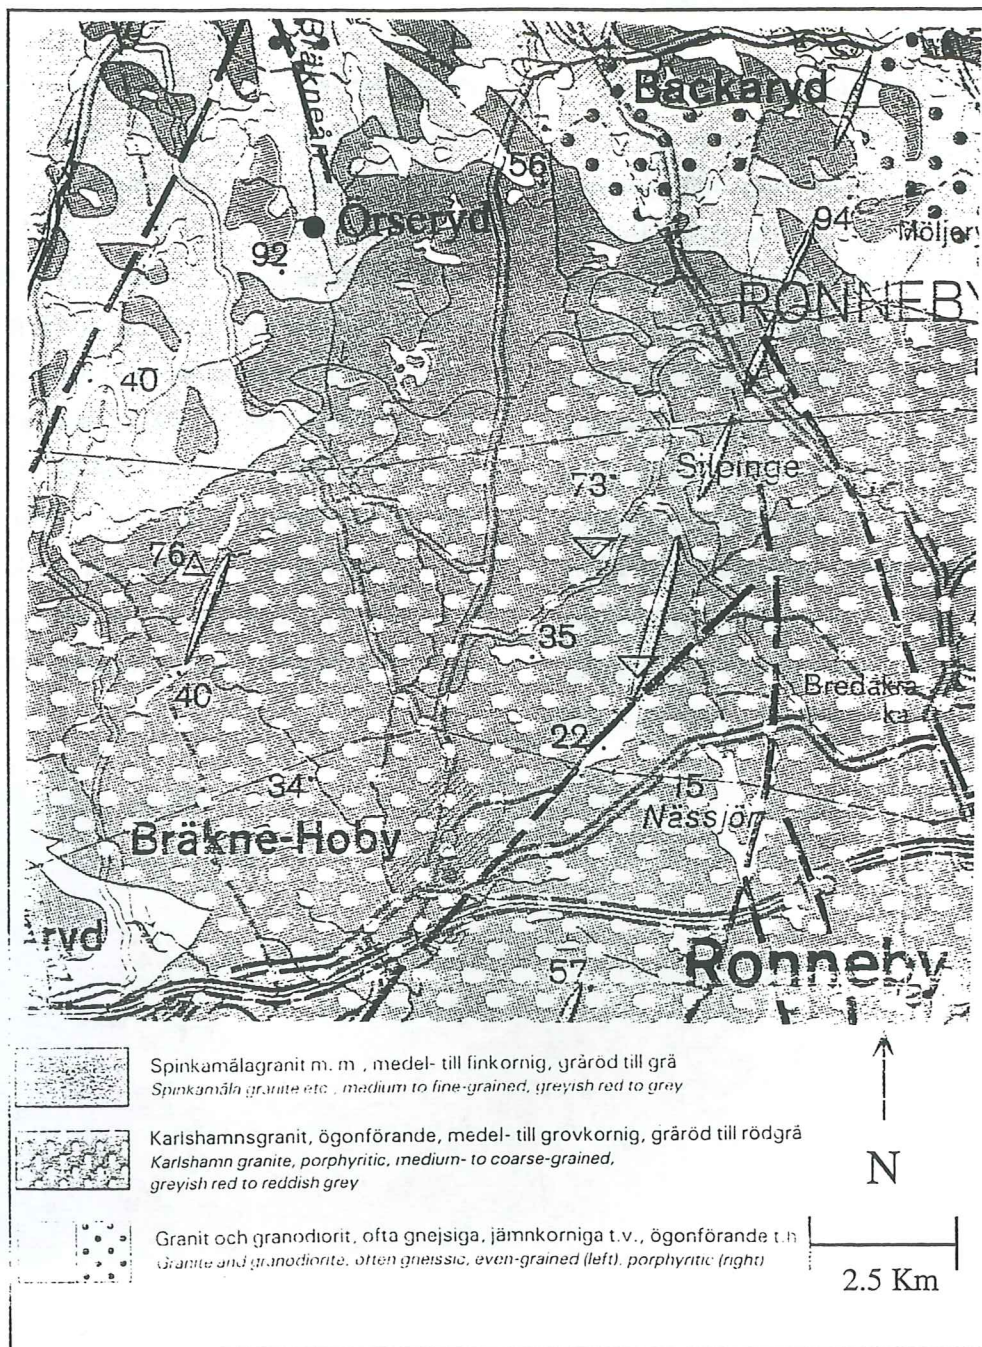 Bräkneån
Backaryd
56
Örseryd
94
92
Möljer
RONNEBY
40
Silpinge
73
76
35
40
Bredåkra
ka
22
34
15
Nässjön
Bräkne-Hoby
ryd
57
Ronneby
Spinkamålagranit m. m , medel- till finkornig, gråröd till grå
Spinkamåla granite etc , medium to fine-grained, greyish red to grey
Karlshamnsgranit, ögonförande, medel- till grovkornig, gråröd till rödgrå
Karlshamn granite, porphyritic, medium- to coarse-grained,
greyish red to reddish grey
N
Granit och granodiorit, ofta gnejsiga, jämnkorniga t.v., ögonförande t.h
Granite and granodiorite, often gneissic, even-grained (left), porphyritic (right)
2.5 Km